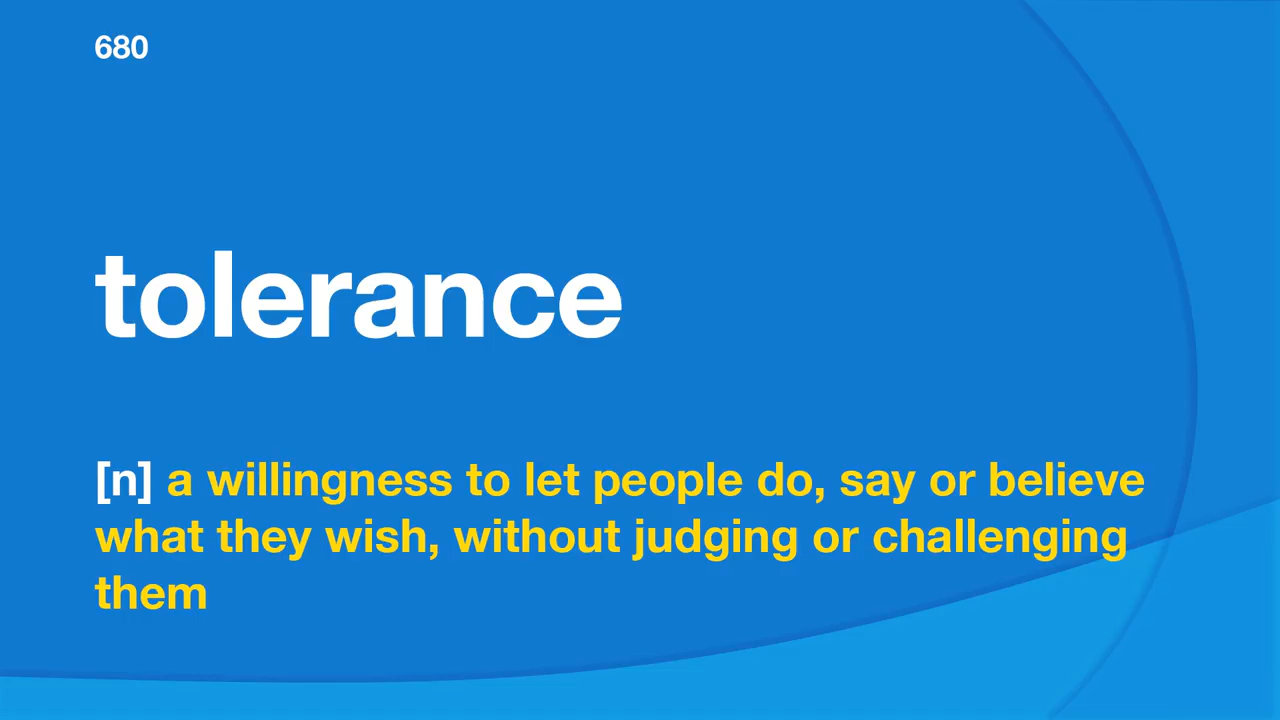 680
tolerance
[n] a willingness to let people do, say or believe
what they wish, without judging or challenging
them